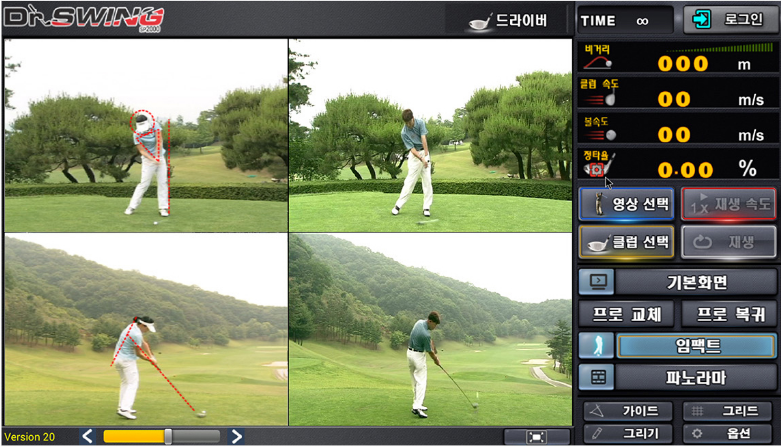 Dr.SWING
GP2000
드라이버
TIME ∞
로그인
비거리
000 m
클럽 속도
00 m/s
볼속도
00 m/s
정타율
0.00 %
영상 선택
1X 재생 속도
클럽 선택
재생
기본화면
프로 교체
프로 복귀
임팩트
파노라마
가이드
그리드
그리기
옵션
Version 20